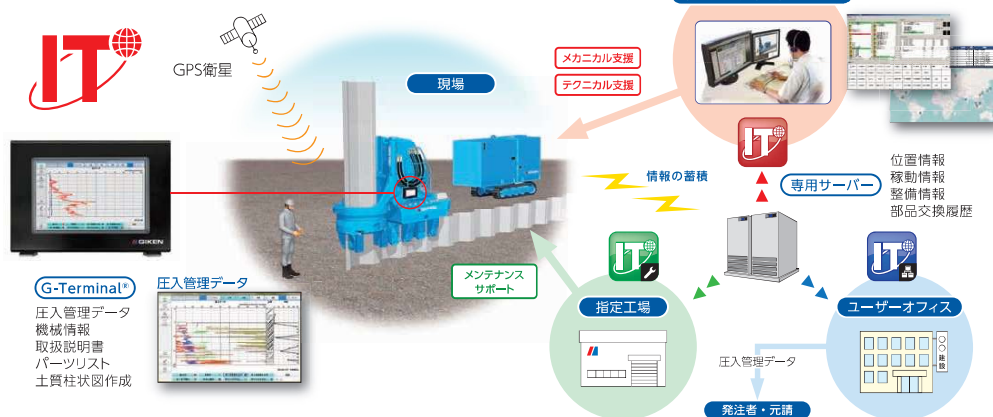 IT
GPS衛星
現場
メカニカル支援
テクニカル支援
GIKEN
G-Terminal®
圧入管理データ
機械情報
取扱説明書
パーツリスト
土質柱状図作成
圧入管理データ
情報の蓄積
メンテナンス
サポート
IT
専用サーバー
位置情報
稼動情報
整備情報
部品交換履歴
IT
指定工場
IT
ユーザーオフィス
〇〇建設
圧入管理データ
発注者・元請